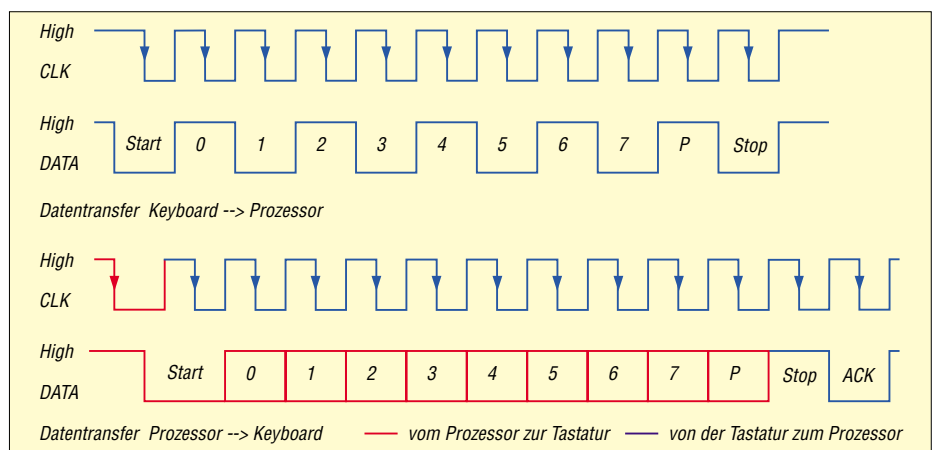 High
CLK
High
Start 0 1 2 3 4 5 6 7 P Stop
DATA
Datentransfer Keyboard --> Prozessor
High
CLK
High
Start 0 1 2 3 4 5 6 7 P Stop ACK
DATA
Datentransfer Prozessor --> Keyboard vom Prozessor zur Tastatur von der Tastatur zum Prozessor